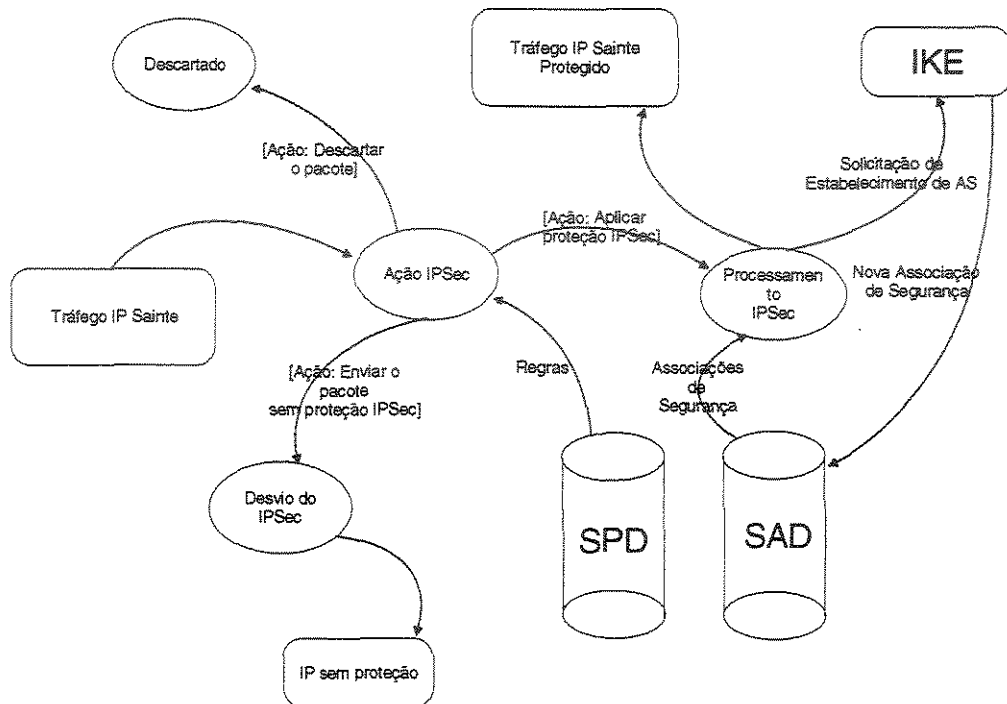 Tráfego IP Sainte
Protegido
IKE
Descartado
[Ação: Descartar
o pacote]
Solicitação de
Estabelecimento de AS
[Ação: Aplicar
proteção IPSec]
Ação IPSec
Processamen
to
IPSec
Nova Associação
de Segurança
Tráfego IP Sainte
[Ação: Enviar o
pacote
sem proteção IPSec]
Regras
Associações
de
Segurança
Desvio do
IPSec
SPD
SAD
IP sem proteção